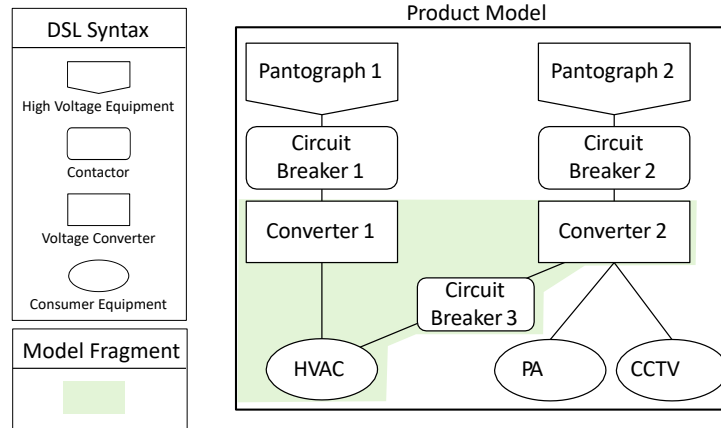 DSL Syntax
High Voltage Equipment
Contactor
Voltage Converter
Consumer Equipment
Model Fragment
Product Model
Pantograph 1
Pantograph 2
Circuit
Breaker 1
Circuit
Breaker 2
Converter 1
Converter 2
Circuit
Breaker 3
HVAC
PA
CCTV